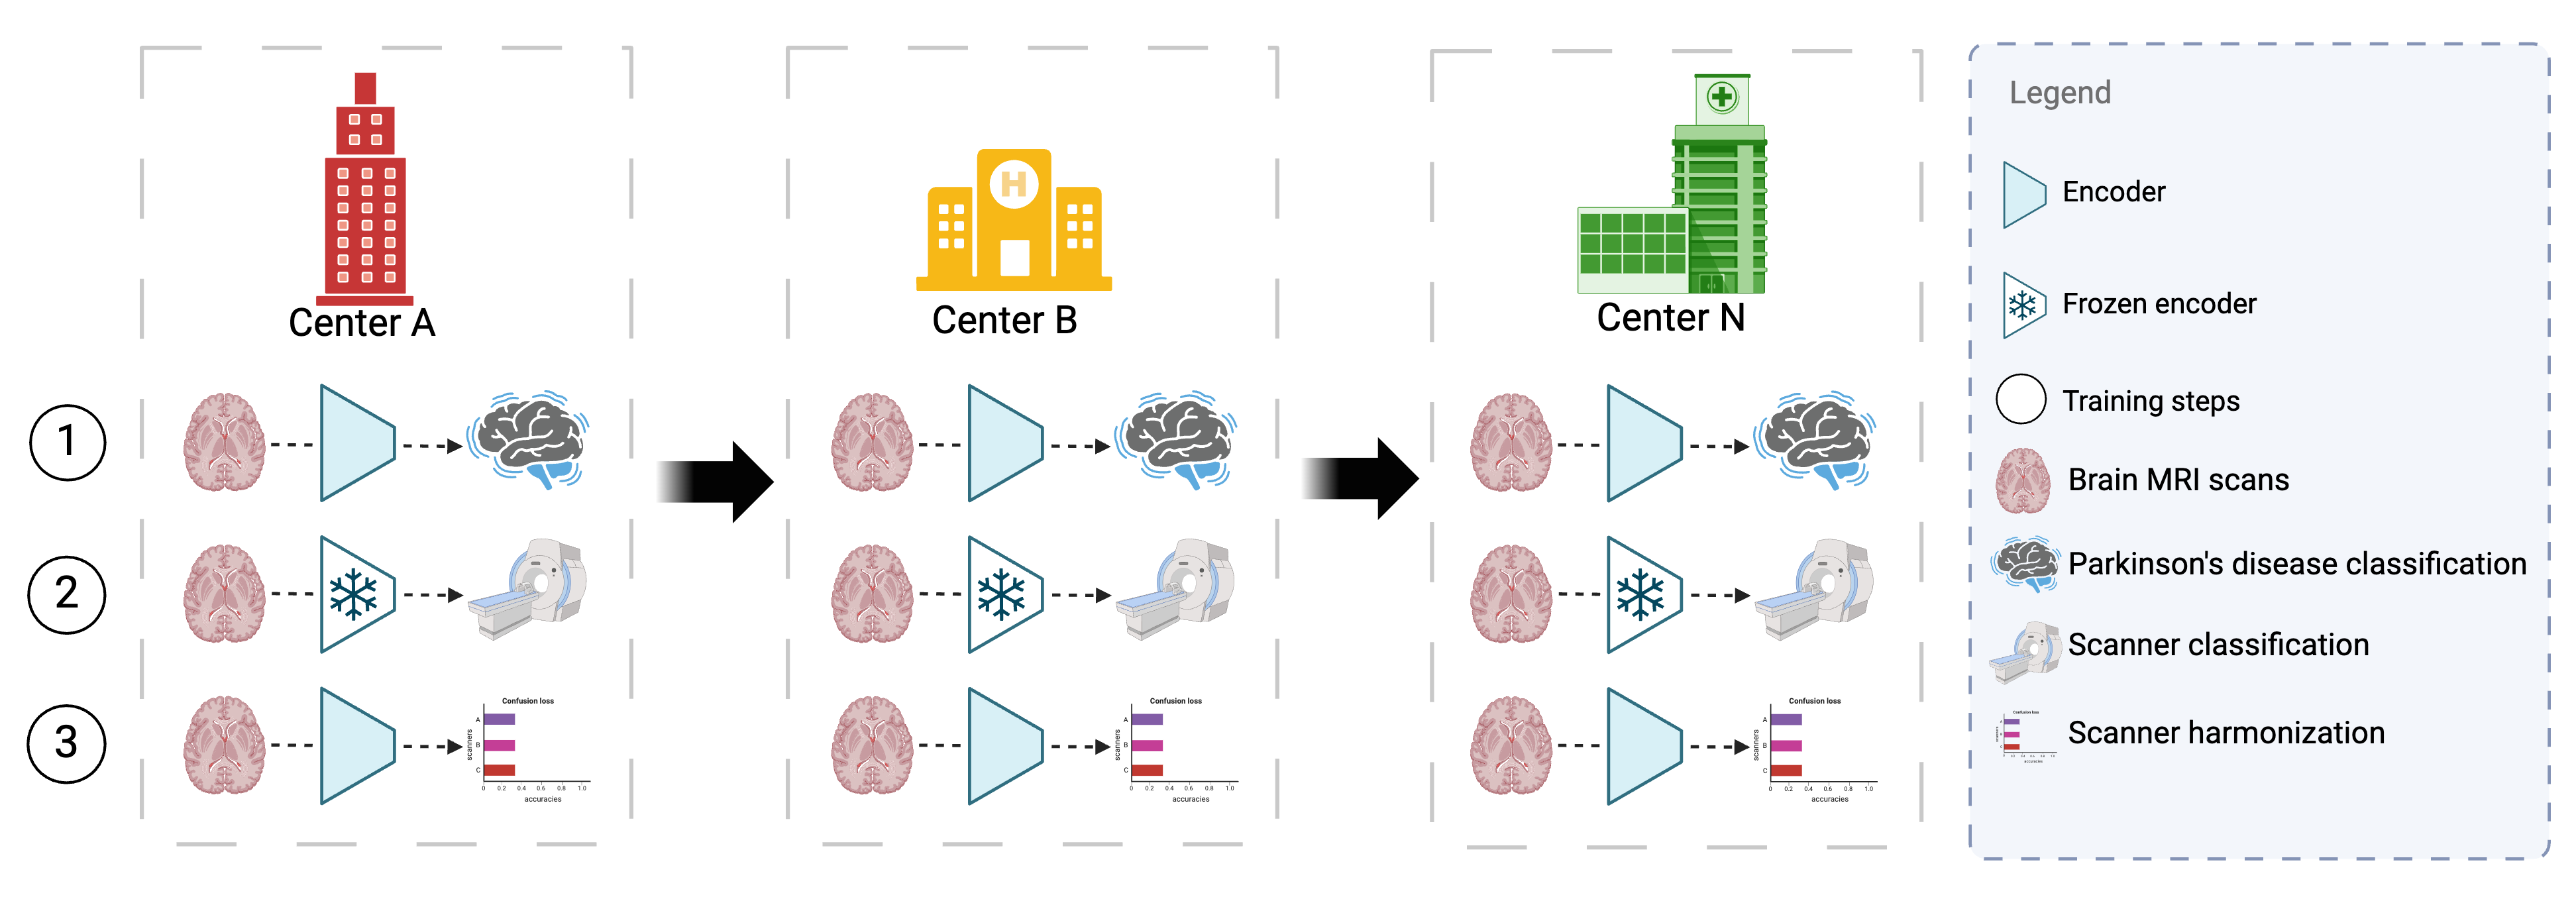 Center A
H
Center B
Center N
1
2
3
Confusion loss
scanners
A
B
C
0 0.2 0.4 0.6 0.8 1.0
accuracies
Confusion loss
scanners
A
B
C
0 0.2 0.4 0.6 0.8 1.0
accuracies
Confusion loss
scanners
A
B
C
0 0.2 0.4 0.6 0.8 1.0
accuracies
Legend
Encoder
Frozen encoder
Training steps
Brain MRI scans
Parkinson's disease classification
Scanner classification
Confusion loss
accuracies
Scanner harmonization